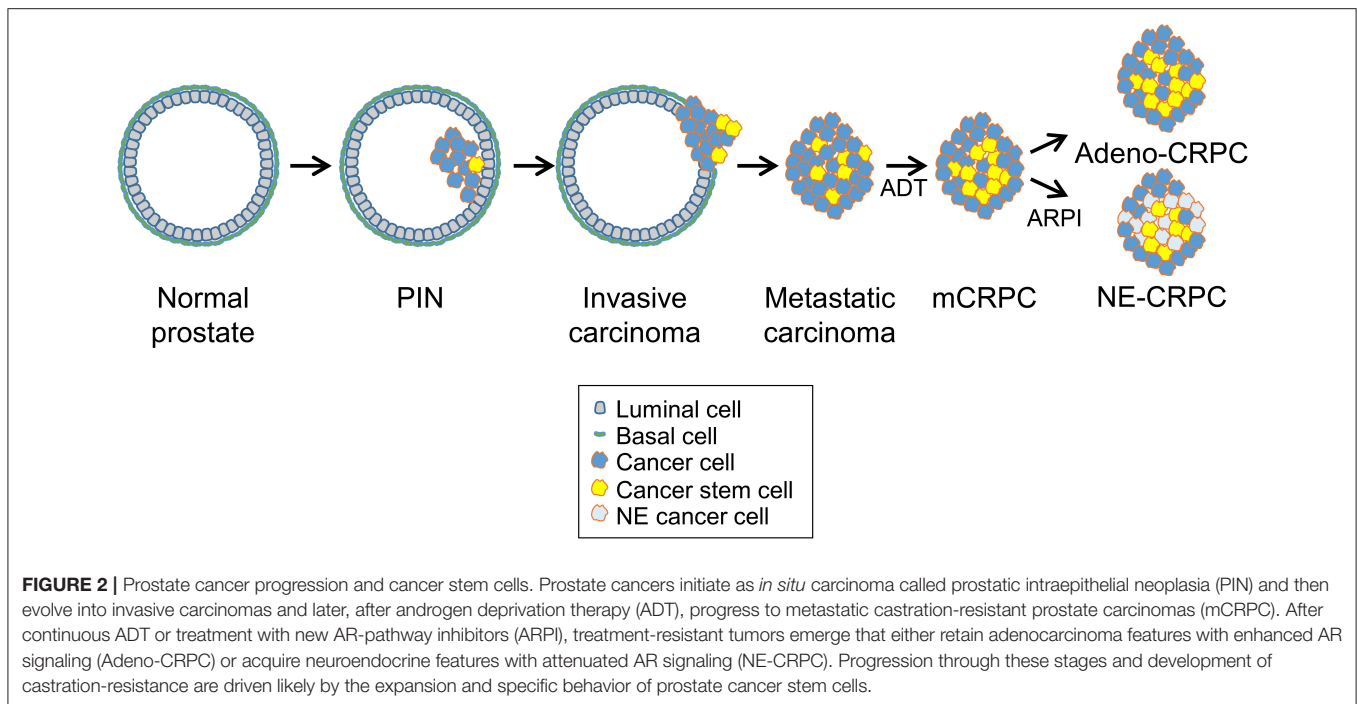 Adeno-CRPC
ADT
ARPI
Normal
prostate
PIN
Invasive
carcinoma
Metastatic
carcinoma
mCRPC
NE-CRPC
Luminal cell
Basal cell
Cancer cell
Cancer stem cell
NE cancer cell
FIGURE 2 | Prostate cancer progression and cancer stem cells. Prostate cancers initiate as in situ carcinoma called prostatic intraepithelial neoplasia (PIN) and then
evolve into invasive carcinomas and later, after androgen deprivation therapy (ADT), progress to metastatic castration-resistant prostate carcinomas (mCRPC). After
continuous ADT or treatment with new AR-pathway inhibitors (ARPI), treatment-resistant tumors emerge that either retain adenocarcinoma features with enhanced AR
signaling (Adeno-CRPC) or acquire neuroendocrine features with attenuated AR signaling (NE-CRPC). Progression through these stages and development of
castration-resistance are driven likely by the expansion and specific behavior of prostate cancer stem cells.